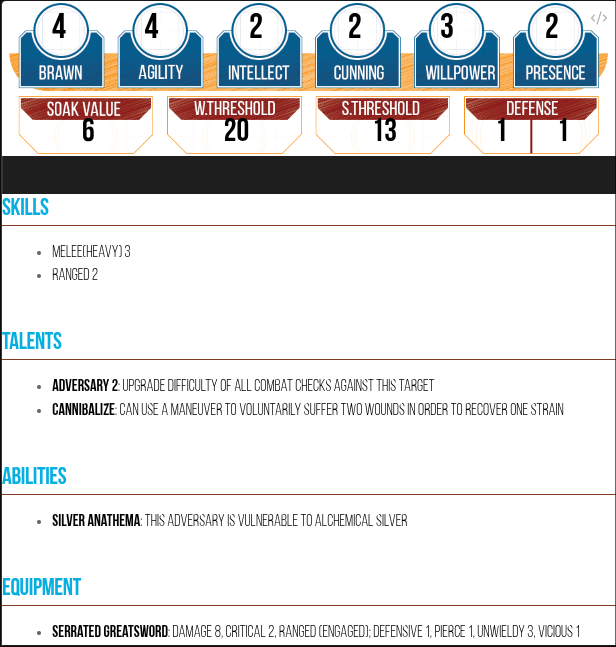 4 4 2 2 3 2
BRAWN AGILITY INTELLECT CUNNING WILLPOWER PRESENCE
SOAK VALUE W.THRESHOLD S.THRESHOLD DEFENSE
6 20 13 1 1
</>
SKILLS
MELEE(HEAVY) 3
RANGED 2
TALENTS
ADVERSARY 2: UPGRADE DIFFICULTY OF ALL COMBAT CHECKS AGAINST THIS TARGET
CANNIBALIZE: CAN USE A MANEUVER TO VOLUNTARILY SUFFER TWO WOUNDS IN ORDER TO RECOVER ONE STRAIN
ABILITIES
SILVER ANATHEMA: THIS ADVERSARY IS VULNERABLE TO ALCHEMICAL SILVER
EQUIPMENT
SERRATED GREATSWORD: DAMAGE 8, CRITICAL 2, RANGED (ENGAGED); DEFENSIVE 1, PIERCE 1, UNWIELDY 3, VICIOUS 1